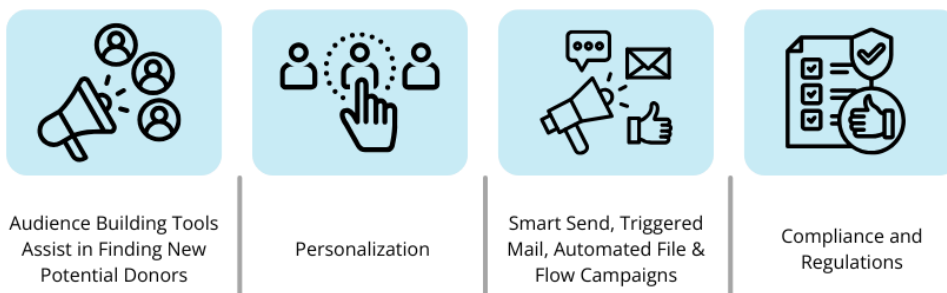 Audience Building Tools
Assist in Finding New
Potential Donors
Personalization
Smart Send, Triggered
Mail, Automated File &
Flow Campaigns
Compliance and
Regulations